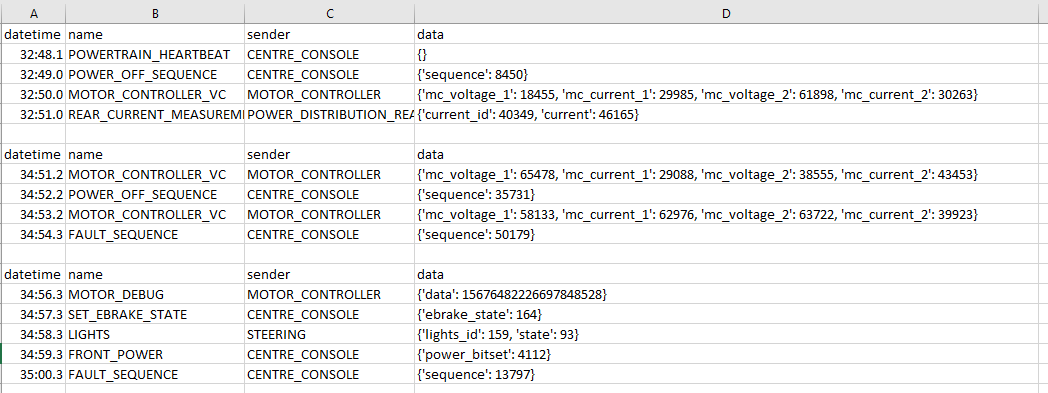 A B C D
datetime name sender data
32:48.1 POWERTRAIN_HEARTBEAT CENTRE_CONSOLE {}
32:49.0 POWER_OFF_SEQUENCE CENTRE_CONSOLE {'sequence': 8450}
32:50.0 MOTOR_CONTROLLER_VC MOTOR_CONTROLLER {'mc_voltage_1': 18455, 'mc_current_1': 29985, 'mc_voltage_2': 61898, 'mc_current_2': 30263}
32:51.0 REAR_CURRENT_MEASUREM POWER_DISTRIBUTION_REA {'current_id': 40349, 'current': 46165}
datetime name sender data
34:51.2 MOTOR_CONTROLLER_VC MOTOR_CONTROLLER {'mc_voltage_1': 65478, 'mc_current_1': 29088, 'mc_voltage_2': 38555, 'mc_current_2': 43453}
34:52.2 POWER_OFF_SEQUENCE CENTRE_CONSOLE {'sequence': 35731}
34:53.2 MOTOR_CONTROLLER_VC MOTOR_CONTROLLER {'mc_voltage_1': 58133, 'mc_current_1': 62976, 'mc_voltage_2': 63722, 'mc_current_2': 39923}
34:54.3 FAULT_SEQUENCE CENTRE_CONSOLE {'sequence': 50179}
datetime name sender data
34:56.3 MOTOR_DEBUG MOTOR_CONTROLLER {'data': 15676482226697848528}
34:57.3 SET_EBRAKE_STATE CENTRE_CONSOLE {'ebrake_state': 164}
34:58.3 LIGHTS STEERING {'lights_id': 159, 'state': 93}
34:59.3 FRONT_POWER CENTRE_CONSOLE {'power_bitset': 4112}
35:00.3 FAULT_SEQUENCE CENTRE_CONSOLE {'sequence': 13797}